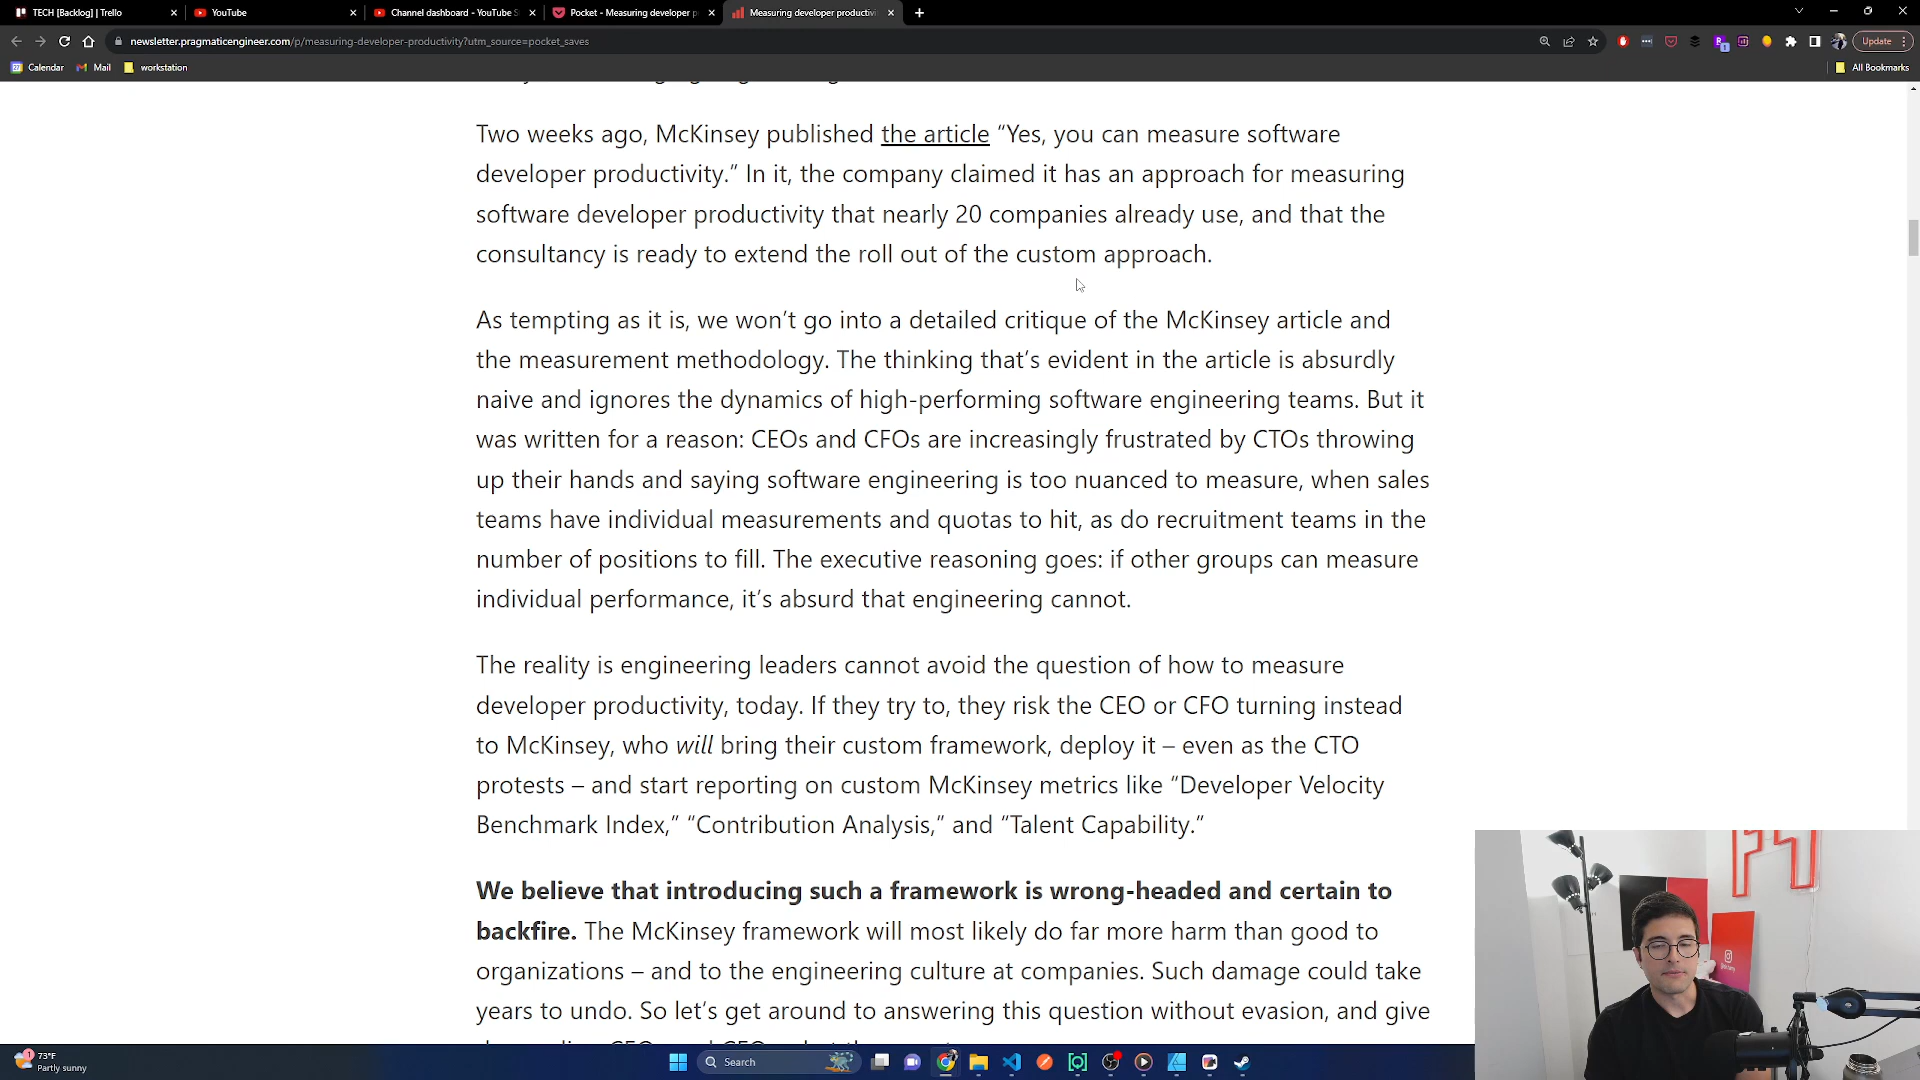 TECH [Backlog] | Trello
YouTube
Channel dashboard - YouTube S
Pocket - Measuring developer p
Measuring developer productivi
newsletter.pragmaticengineer.com/p/measuring-developer-productivity?utm_source=pocket_saves
Update
Calendar
Mail
workstation
All Bookmarks
Two weeks ago, McKinsey published the article “Yes, you can measure software
developer productivity.” In it, the company claimed it has an approach for measuring
software developer productivity that nearly 20 companies already use, and that the
consultancy is ready to extend the roll out of the custom approach.
As tempting as it is, we won’t go into a detailed critique of the McKinsey article and
the measurement methodology. The thinking that’s evident in the article is absurdly
naive and ignores the dynamics of high-performing software engineering teams. But it
was written for a reason: CEOs and CFOs are increasingly frustrated by CTOs throwing
up their hands and saying software engineering is too nuanced to measure, when sales
teams have individual measurements and quotas to hit, as do recruitment teams in the
number of positions to fill. The executive reasoning goes: if other groups can measure
individual performance, it’s absurd that engineering cannot.
The reality is engineering leaders cannot avoid the question of how to measure
developer productivity, today. If they try to, they risk the CEO or CFO turning instead
to McKinsey, who will bring their custom framework, deploy it – even as the CTO
protests – and start reporting on custom McKinsey metrics like “Developer Velocity
Benchmark Index,” “Contribution Analysis,” and “Talent Capability.”
We believe that introducing such a framework is wrong-headed and certain to
backfire. The McKinsey framework will most likely do far more harm than good to
organizations – and to the engineering culture at companies. Such damage could take
years to undo. So let’s get around to answering this question without evasion, and give
73°F
Partly sunny
Search